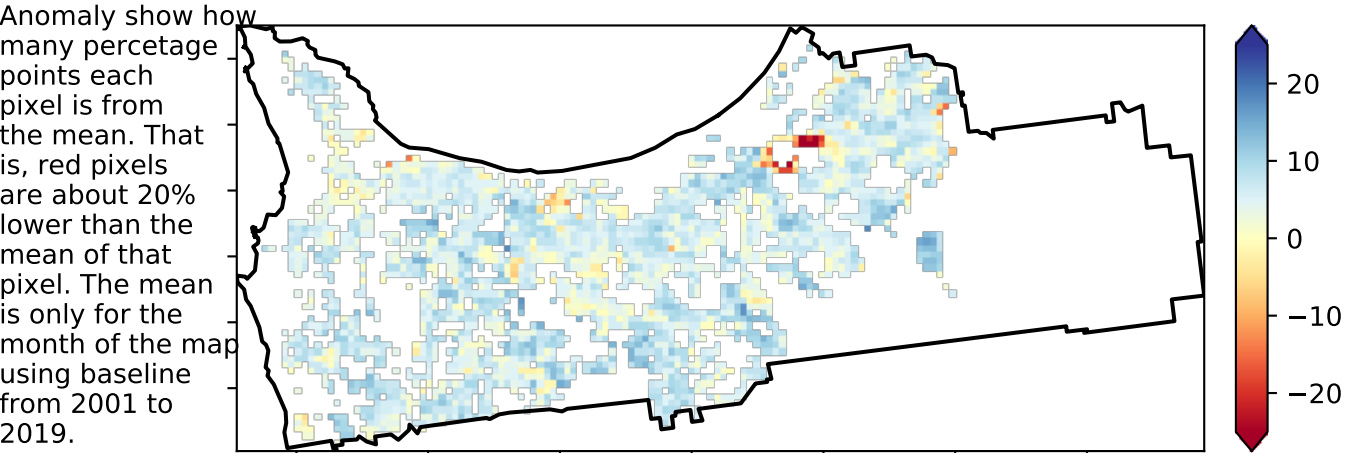 Anomaly show how
many percetage
points each
pixel is from
the mean. That
is, red pixels
are about 20%
lower than the
mean of that
pixel. The mean
is only for the
month of the map
using baseline
from 2001 to
2019.
20
10
0
−10
−20